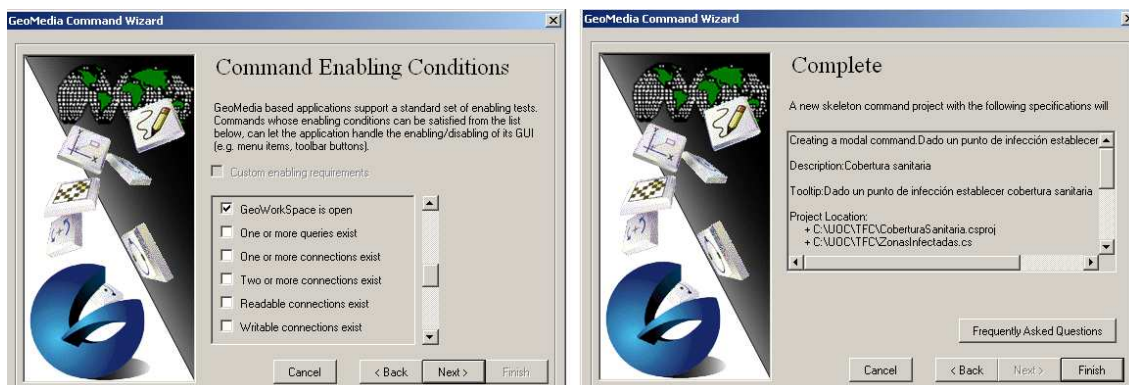 GeoMedia Command Wizard
Command Enabling Conditions
GeoMedia based applications support a standard set of enabling tests.
Commands whose enabling conditions can be satisfied from the list
below, can let the application handle the enabling/disabling of its GUI
(e.g. menu items, toolbar buttons).
Custom enabling requirements
GeoWorkSpace is open
One or more queries exist
One or more connections exist
Two or more connections exist
Readable connections exist
Writable connections exist
Cancel
< Back
Next >
Finish
GeoMedia Command Wizard
Complete
A new skeleton command project with the following specifications will
Creating a modal command.Dado un punto de infección establecer
Description:Cobertura sanitaria
Tooltip:Dado un punto de infección establecer cobertura sanitaria
Project Location:
+ C:\UOC\TFC\CoberturaSanitaria.csproj
+ C:\UOC\TFC\ZonasInfectadas.cs
Frequently Asked Questions
Cancel
< Back
Next >
Finish